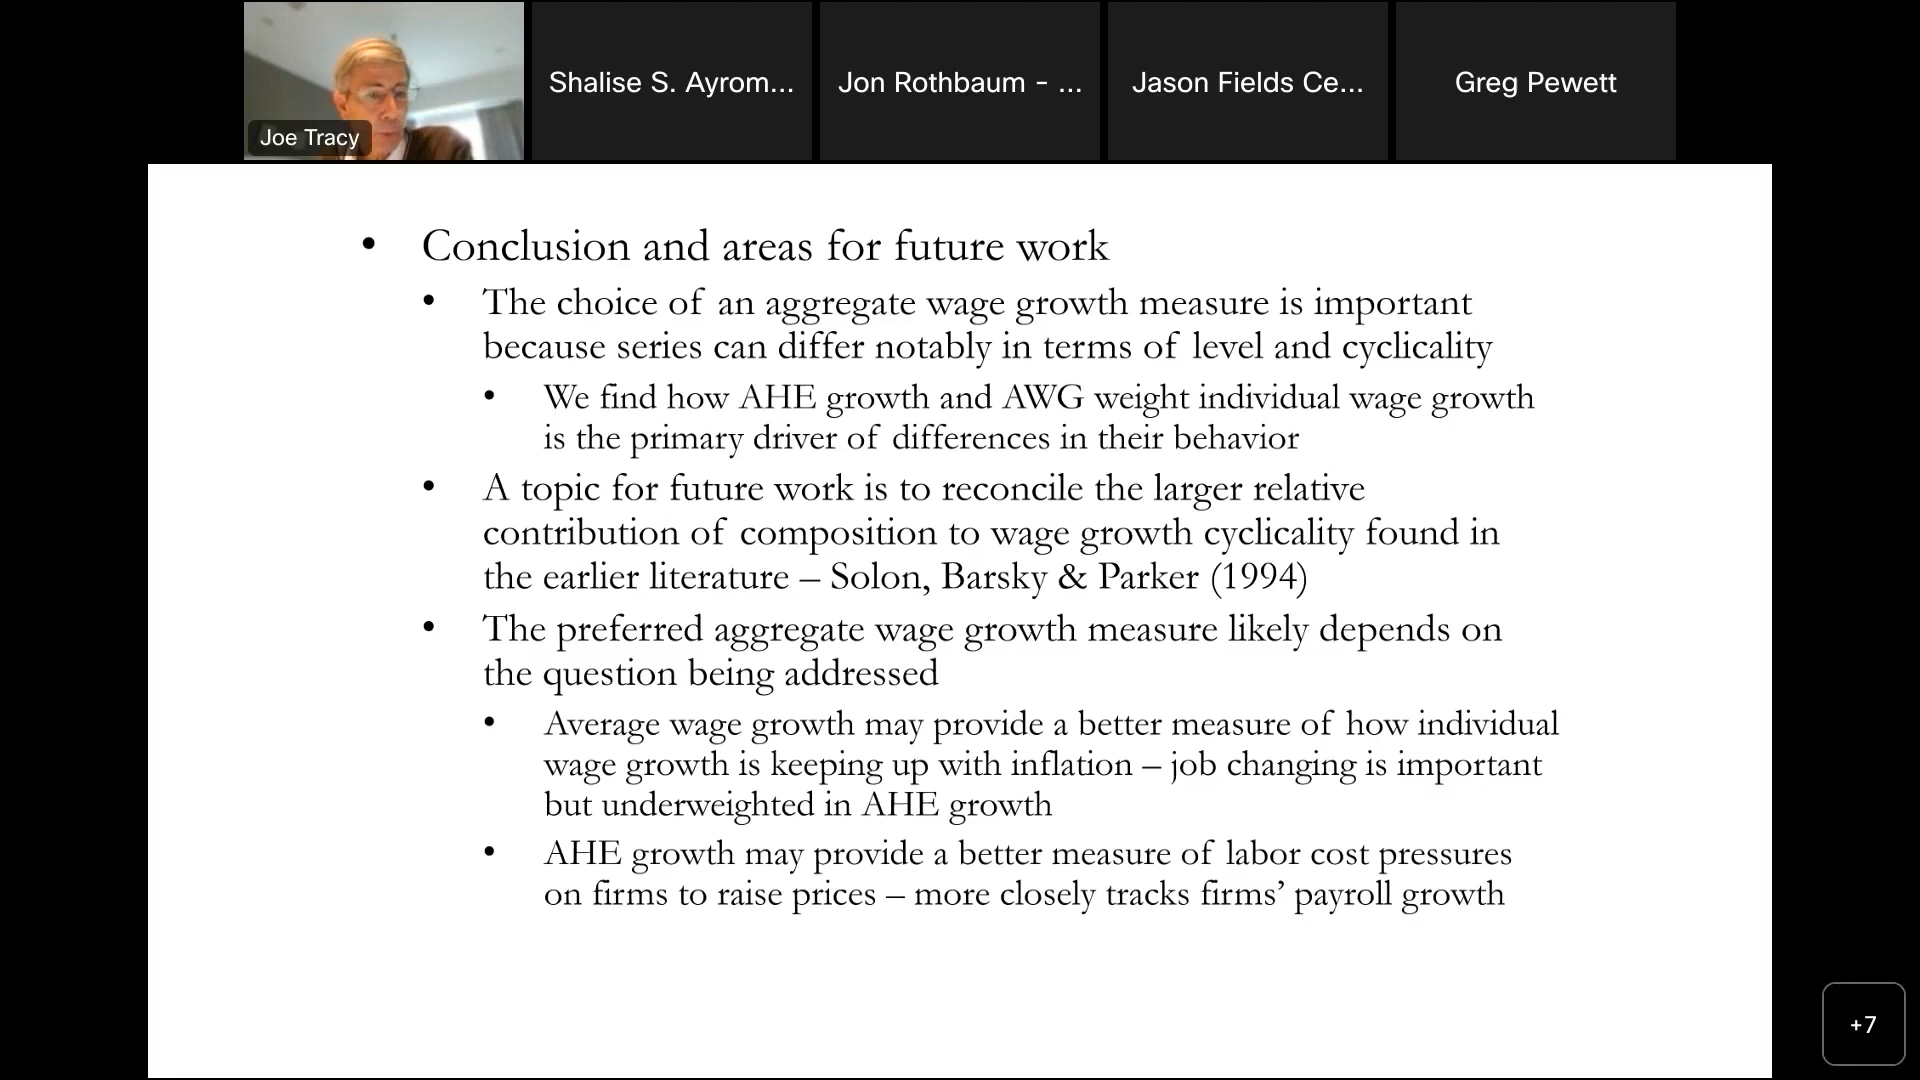 Joe Tracy
Shalise S. Ayrom...
Jon Rothbaum - ...
Jason Fields Ce...
Greg Pewett
• Conclusion and areas for future work
• The choice of an aggregate wage growth measure is important
because series can differ notably in terms of level and cyclicality
• We find how AHE growth and AWG weight individual wage growth
is the primary driver of differences in their behavior
• A topic for future work is to reconcile the larger relative
contribution of composition to wage growth cyclicality found in
the earlier literature – Solon, Barsky & Parker (1994)
• The preferred aggregate wage growth measure likely depends on
the question being addressed
• Average wage growth may provide a better measure of how individual
wage growth is keeping up with inflation – job changing is important
but underweighted in AHE growth
• AHE growth may provide a better measure of labor cost pressures
on firms to raise prices – more closely tracks firms’ payroll growth
+7